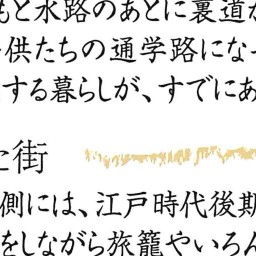 もと水路のあとに裏道が
供たちの通学路にな
する暮らしが、すでにあ
た街
側には、江戸時代後期
をしながら旅籠やいろん